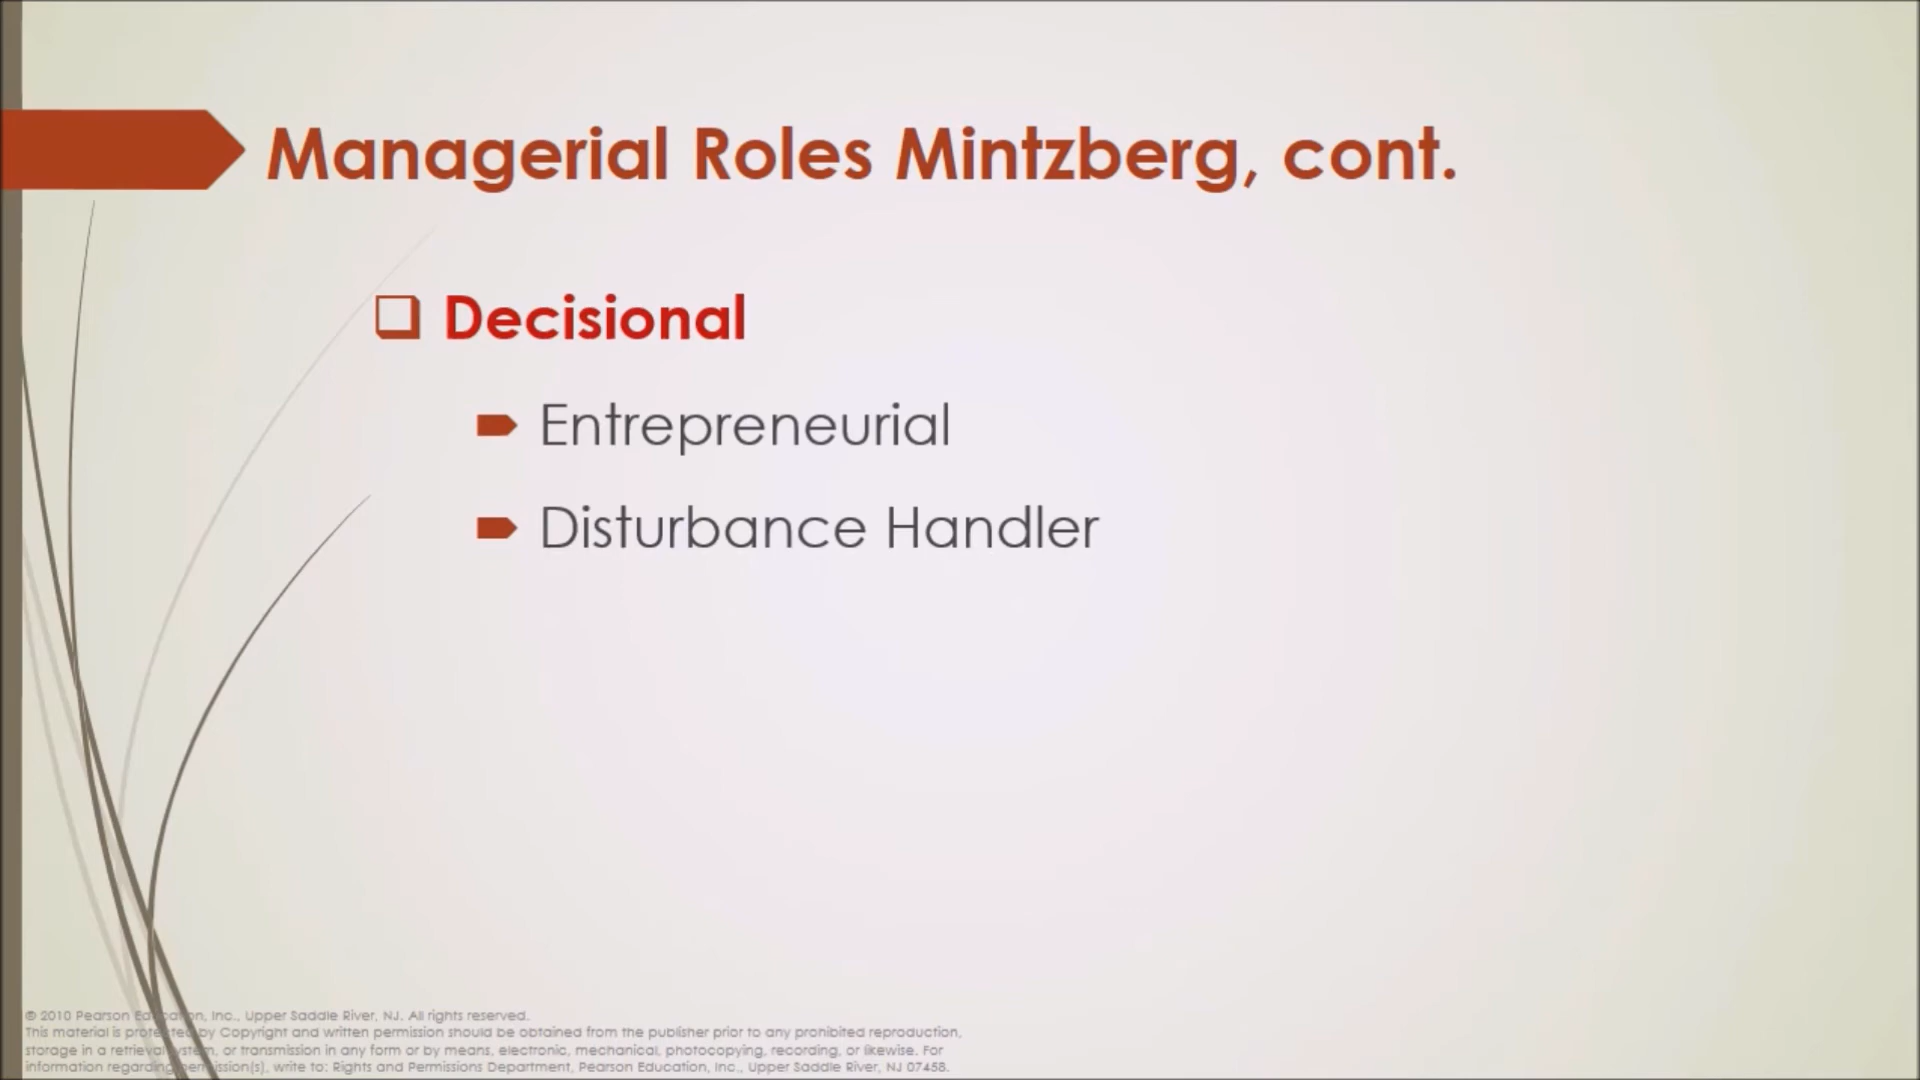 Managerial Roles Mintzberg, cont.
Decisional
Entrepreneurial
Disturbance Handler
© 2010 Pearson Education, Inc., Upper Saddle River, NJ. All rights reserved.
This material is protected by Copyright and written permission should be obtained from the publisher prior to any prohibited reproduction,
storage in a retrieval system, or transmission in any form or by means, electronic, mechanical, photocopying, recording, or likewise. For
information regarding permission(s), write to: Rights and Permissions Department, Pearson Education, Inc., Upper Saddle River, NJ 07458.